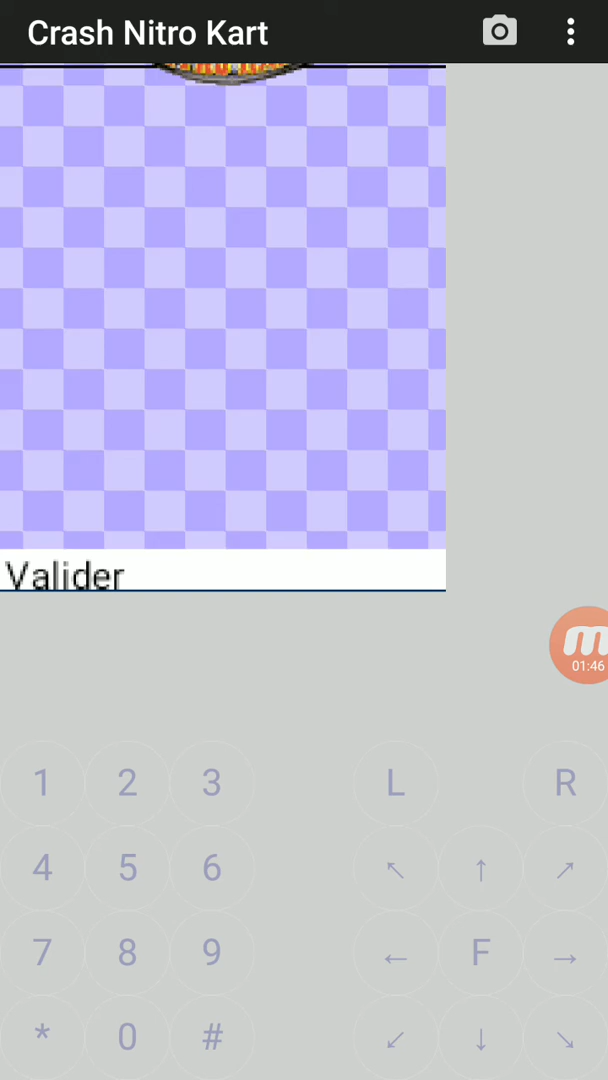 Crash Nitro Kart
Valider
01:46
1 2 3 L R
4 5 6 ↖ ↑ ↗
7 8 9 ← F →
* 0 # ↙ ↓ ↘